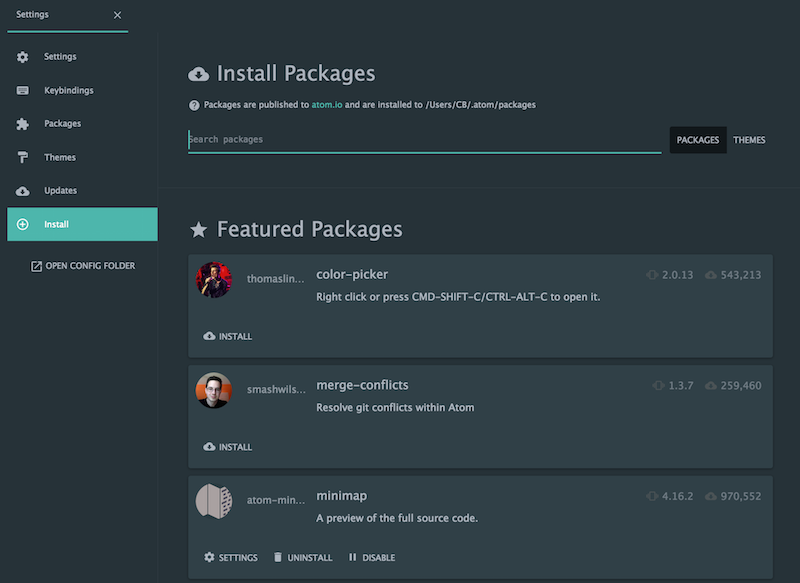 Settings
Settings
Keybindings
Packages
Themes
Updates
Install
OPEN CONFIG FOLDER
Install Packages
Packages are published to atom.io and are installed to /Users/CB/.atom/packages
Search packages
PACKAGES THEMES
Featured Packages
thomaslin... color-picker 2.0.13 543,213
Right click or press CMD-SHIFT-C/CTRL-ALT-C to open it.
INSTALL
smashwils... merge-conflicts 1.3.7 259,460
Resolve git conflicts within Atom
INSTALL
atom-min... minimap 4.16.2 970,552
A preview of the full source code.
SETTINGS UNINSTALL DISABLE